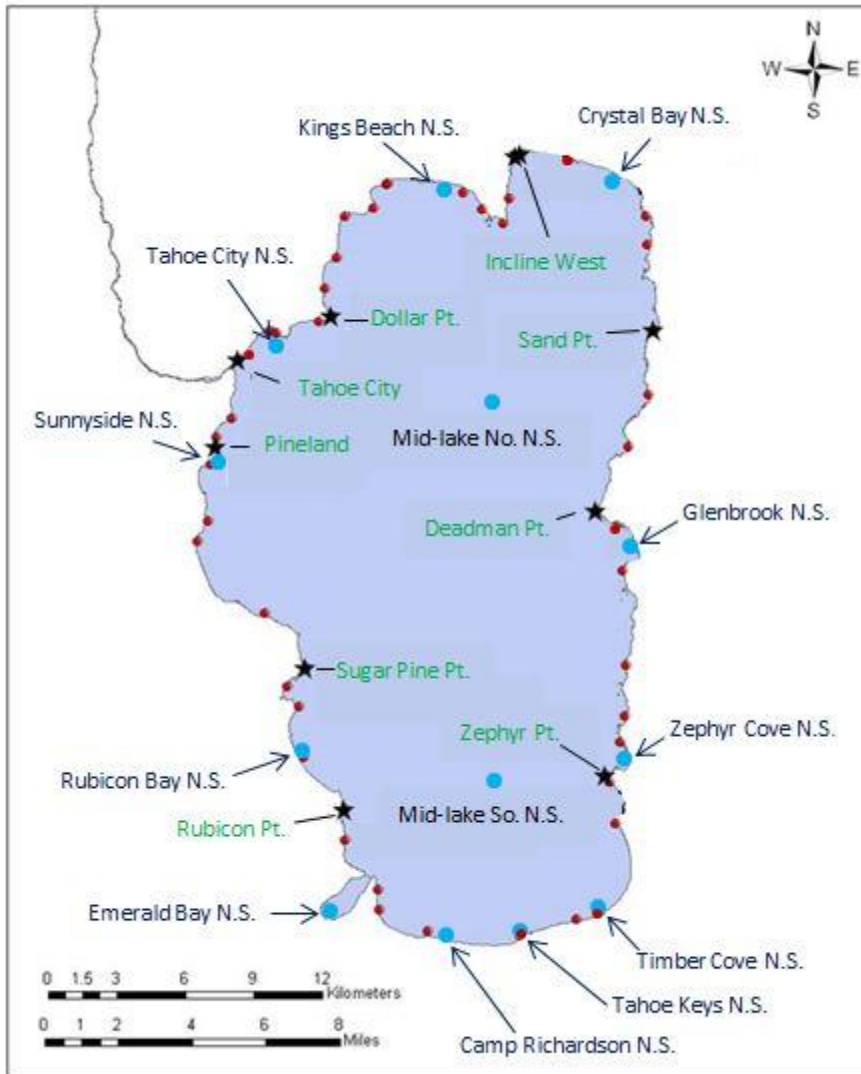 N
W E
S
Kings Beach N.S.
Crystal Bay N.S.
Tahoe City N.S.
Incline West
Dollar Pt.
Sand Pt.
Tahoe City
Sunnyside N.S.
Pineland
Mid-lake No. N.S.
Deadman Pt.
Glenbrook N.S.
Sugar Pine Pt.
Zephyr Pt.
Zephyr Cove N.S.
Rubicon Bay N.S.
Mid-lake So. N.S.
Rubicon Pt.
Emerald Bay N.S.
Timber Cove N.S.
Tahoe Keys N.S.
Camp Richardson N.S.
0 1.5 3 6 9 12
Kilometers
0 1 2 4 6 8
Miles